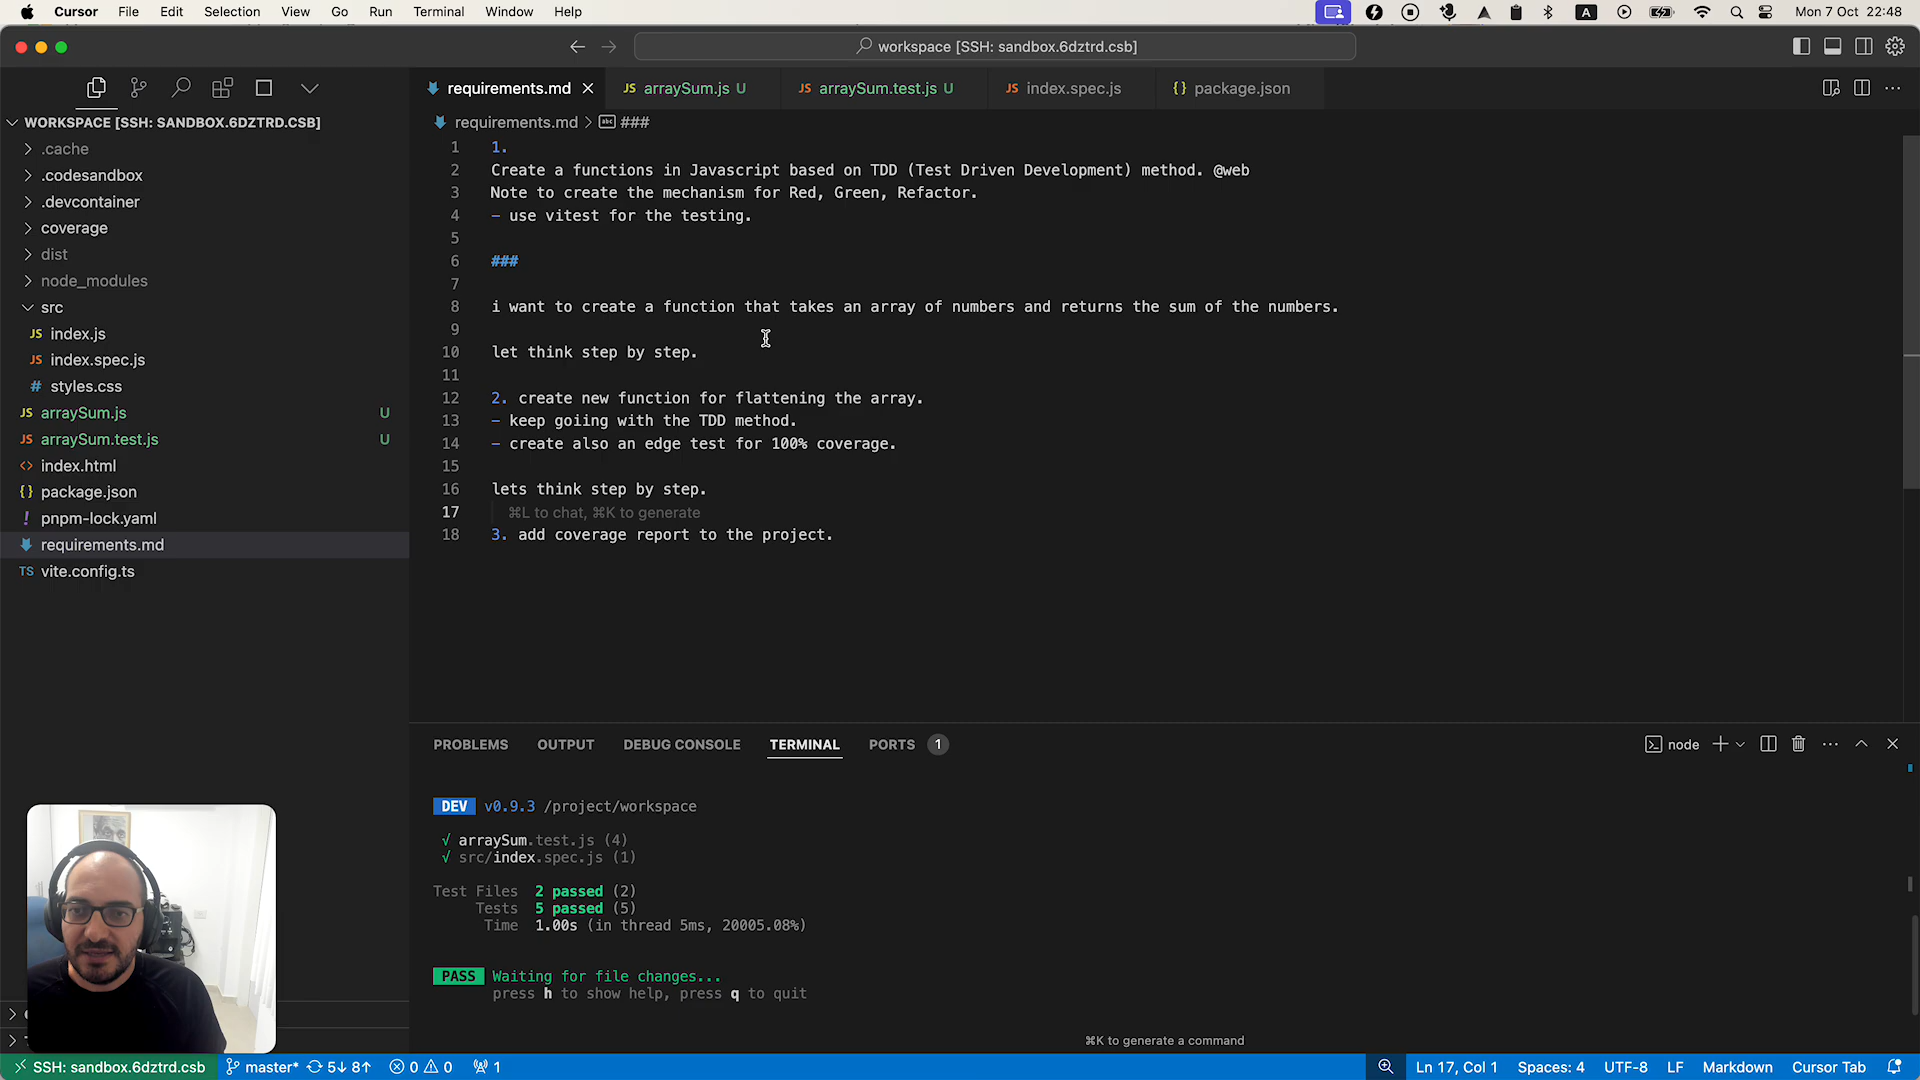 Cursor File Edit Selection View Go Run Terminal Window Help A Mon 7 Oct 22:48
workspace [SSH: sandbox.6dztrd.csb]
requirements.md JS arraySum.js U JS arraySum.test.js U JS index.spec.js {} package.json
WORKSPACE [SSH: SANDBOX.6DZTRD.CSB]
requirements.md > abc ###
.cache
.codesandbox
.devcontainer
coverage
dist
node_modules
src
JS index.js
JS index.spec.js
# styles.css
JS arraySum.js U
JS arraySum.test.js U
<> index.html
{} package.json
! pnpm-lock.yaml
requirements.md
TS vite.config.ts
1 1.
2 Create a functions in Javascript based on TDD (Test Driven Development) method. @web
3 Note to create the mechanism for Red, Green, Refactor.
4 - use vitest for the testing.
5
6 ###
7
8 i want to create a function that takes an array of numbers and returns the sum of the numbers.
9
10 let think step by step.
11
12 2. create new function for flattening the array.
13 - keep goiing with the TDD method.
14 - create also an edge test for 100% coverage.
15
16 lets think step by step.
17 ⌘L to chat, ⌘K to generate
18 3. add coverage report to the project.
PROBLEMS OUTPUT DEBUG CONSOLE TERMINAL PORTS 1 node
DEV v0.9.3 /project/workspace
√ arraySum.test.js (4)
√ src/index.spec.js (1)
Test Files 2 passed (2)
Tests 5 passed (5)
Time 1.00s (in thread 5ms, 20005.08%)
PASS Waiting for file changes...
press h to show help, press q to quit
⌘K to generate a command
SSH: sandbox.6dztrd.csb master* 5↓ 8↑ 0 0 1 Ln 17, Col 1 Spaces: 4 UTF-8 LF Markdown Cursor Tab